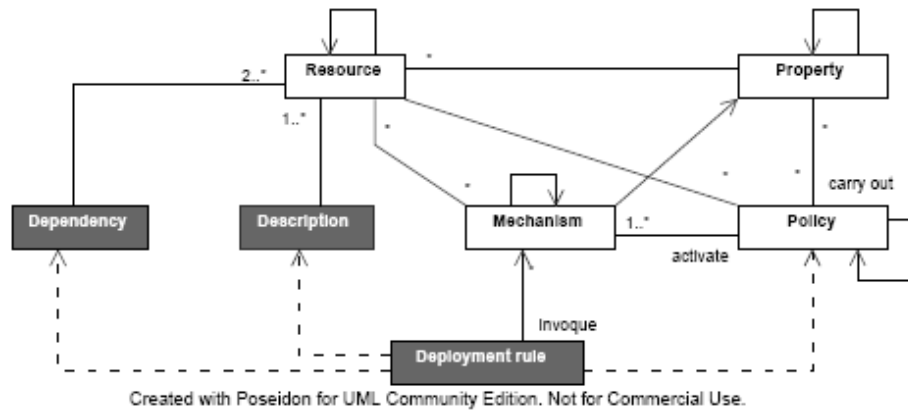 Resource
*
Property
2..*
1..*
*
*
*
*
*
carry out
Dependency
Description
Mechanism
1..*
Policy
activate
*
Invoque
Deployment rule
Created with Poseidon for UML Community Edition. Not for Commercial Use.